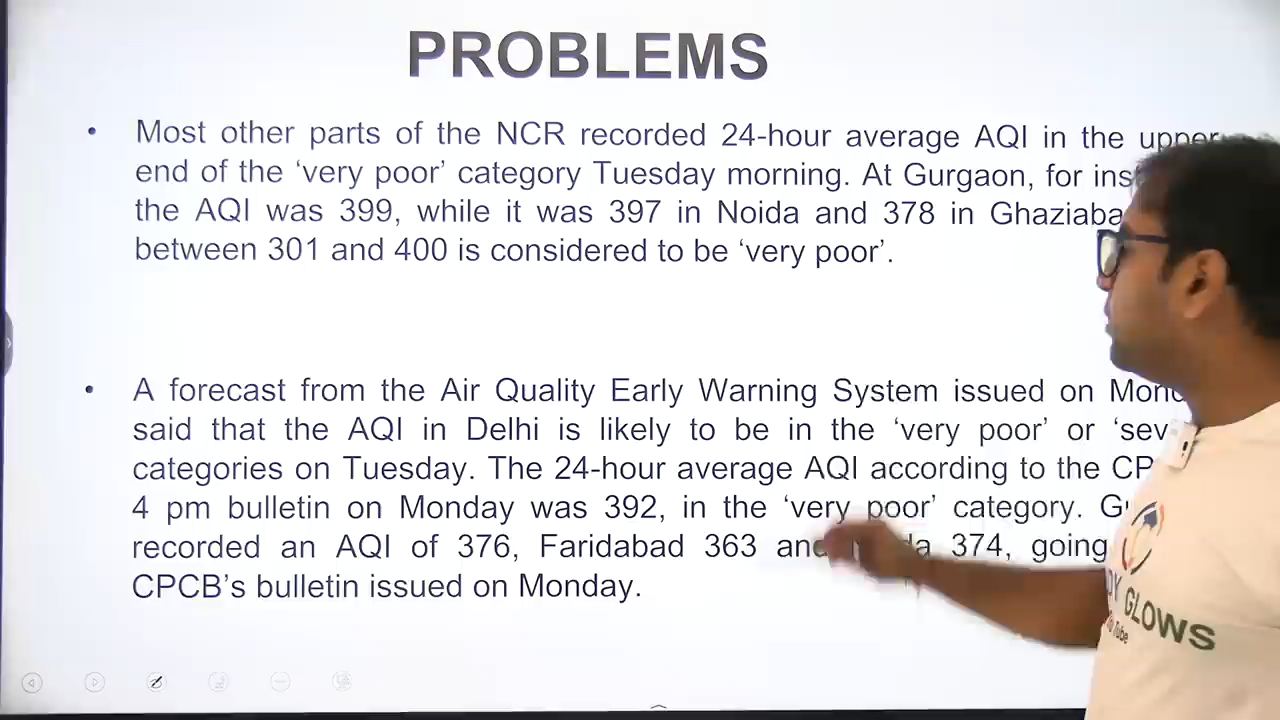 PROBLEMS
• Most other parts of the NCR recorded 24-hour average AQI in the upper
end of the ‘very poor’ category Tuesday morning. At Gurgaon, for
the AQI was 399, while it was 397 in Noida and 378 in
between 301 and 400 is considered to be ‘very poor’.
• A forecast from the Air Quality Early Warning System issued on
said that the AQI in Delhi is likely to be in the ‘very poor’ or
categories on Tuesday. The 24-hour average AQI according to the
4 pm bulletin on Monday was 392, in the ‘very poor’ category.
recorded an AQI of 376, Faridabad 363 and 374, going
CPCB’s bulletin issued on Monday.
GLOWS